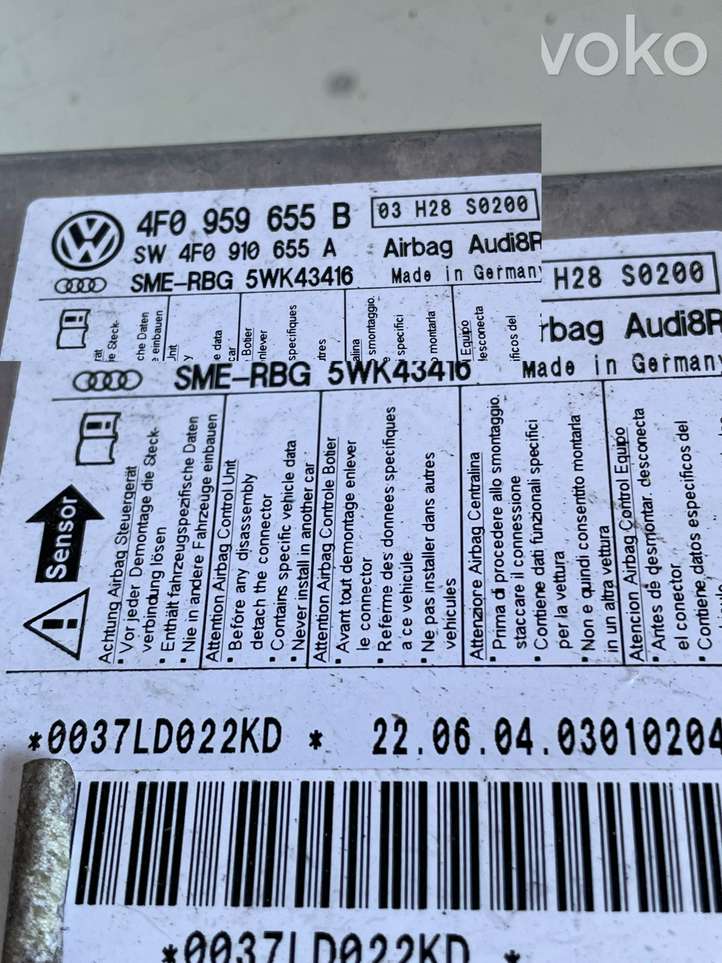 voko
4F0 959 655 B
03 H28 S0200
SW 4F0 910 655 A
Airbag Audi8R
SME-RBG 5WK43416
Made in Germany
H28 S0200
rbag Audi8R
SME-RBG 5WK43416
Made in Germany
Sensor
Achtung Airbag Steuergerät
• Vor jeder Demontage die Steck-
verbindung lösen
• Enthält fahrzeugspezifische Daten
• Nie in andere Fahrzeuge einbauen
Attention Airbag Control Unit
• Before any disassembly
detach the connector
• Contains specific vehicle data
• Never install in another car
Attention Airbag Controle Botier
• Avant tout demontage enlever
le connector
• Referme des données spécifiques
a ce vehicule
• Ne pas installer dans autres
véhicules
Attenziore Airbag Centralina
• Prima di procedere allo smontaggio.
staccare il connessione
• Contiene dati funzionali specifici
per la vettura
• Non e quindi consentito montarla
in un altra vettura
Atencion Airbag Control Equipo
• Antes de desmontar. desconecta
el conector
• Contiene datos especificos del
*0037LD022KD *
22.06.04.03010204
*0037LD022KD *